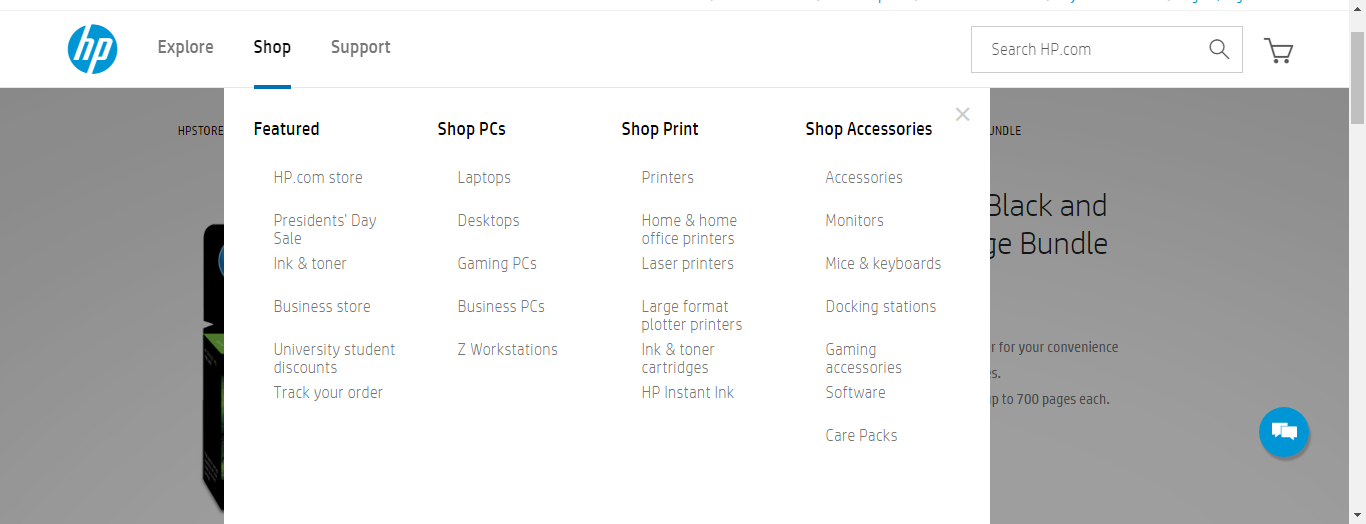 hp
Explore
Shop
Support
Search HP.com
HPSTORE
UNDLE
Featured
Shop PCs
Shop Print
Shop Accessories
HP.com store
Presidents' Day
Sale
Ink & toner
Business store
University student
discounts
Track your order
Laptops
Desktops
Gaming PCs
Business PCs
Z Workstations
Printers
Home & home
office printers
Laser printers
Large format
plotter printers
Ink & toner
cartridges
HP Instant Ink
Accessories
Monitors
Mice & keyboards
Docking stations
Gaming
accessories
Software
Care Packs
Black and
ge Bundle
r for your convenience
es.
up to 700 pages each.